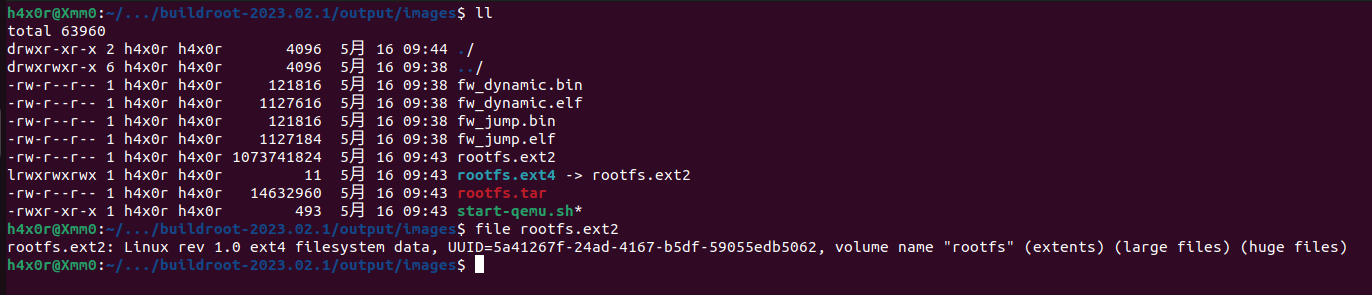 h4x0r@Xmm0:~/.../buildroot-2023.02.1/output/images$ ll
total 63960
drwxr-xr-x 2 h4x0r h4x0r       4096  5月 16 09:44 ./
drwxrwxr-x 6 h4x0r h4x0r       4096  5月 16 09:38 ../
-rw-r--r-- 1 h4x0r h4x0r     121816  5月 16 09:38 fw_dynamic.bin
-rw-r--r-- 1 h4x0r h4x0r    1127616  5月 16 09:38 fw_dynamic.elf
-rw-r--r-- 1 h4x0r h4x0r     121816  5月 16 09:38 fw_jump.bin
-rw-r--r-- 1 h4x0r h4x0r    1127184  5月 16 09:38 fw_jump.elf
-rw-r--r-- 1 h4x0r h4x0r 1073741824  5月 16 09:43 rootfs.ext2
lrwxrwxrwx 1 h4x0r h4x0r         11  5月 16 09:43 rootfs.ext4 -> rootfs.ext2
-rw-r--r-- 1 h4x0r h4x0r   14632960  5月 16 09:43 rootfs.tar
-rwxr-xr-x 1 h4x0r h4x0r        493  5月 16 09:43 start-qemu.sh*
h4x0r@Xmm0:~/.../buildroot-2023.02.1/output/images$ file rootfs.ext2
rootfs.ext2: Linux rev 1.0 ext4 filesystem data, UUID=5a41267f-24ad-4167-b5df-59055edb5062, volume name "rootfs" (extents) (large files) (huge files)
h4x0r@Xmm0:~/.../buildroot-2023.02.1/output/images$